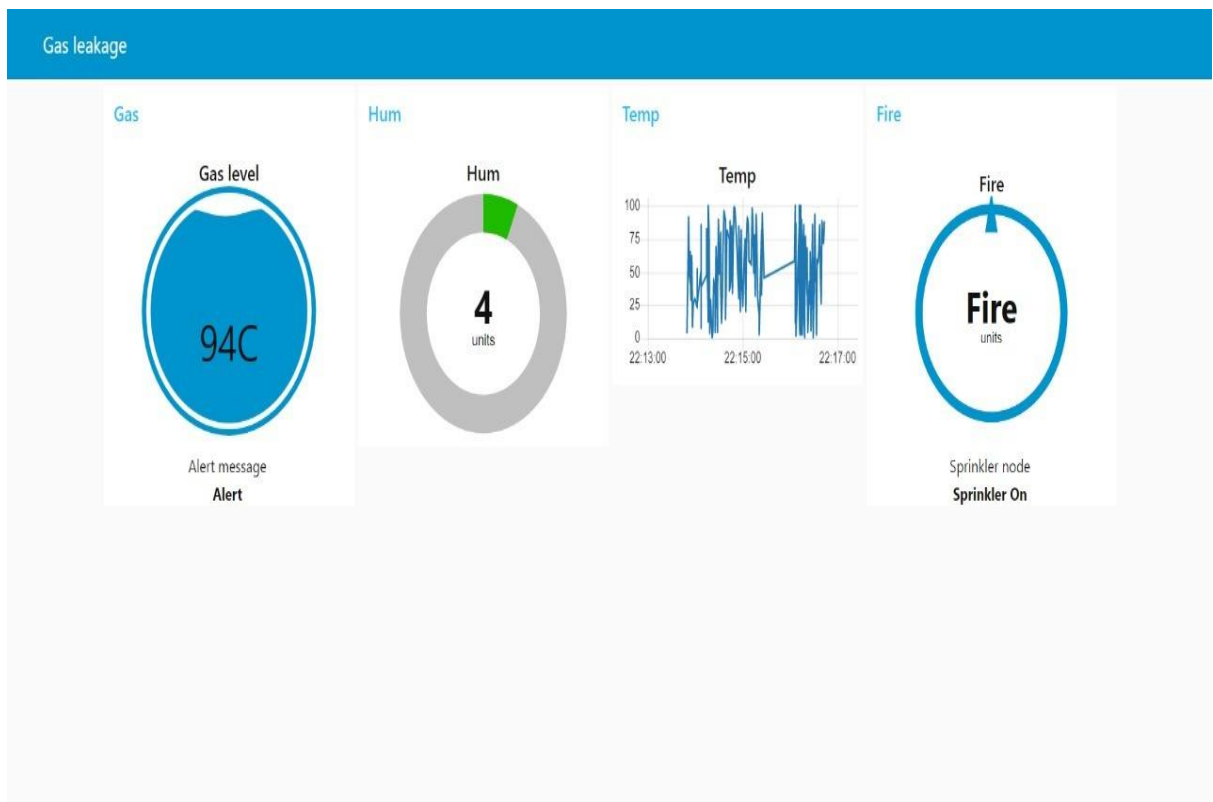 Gas leakage
Gas
Gas level
94C
Alert message
Alert
Hum
Hum
4
units
Temp
Temp
100
75
50
25
0
22:13:00 22:15:00 22:17:00
Fire
Fire
Fire
units
Sprinkler node
Sprinkler On